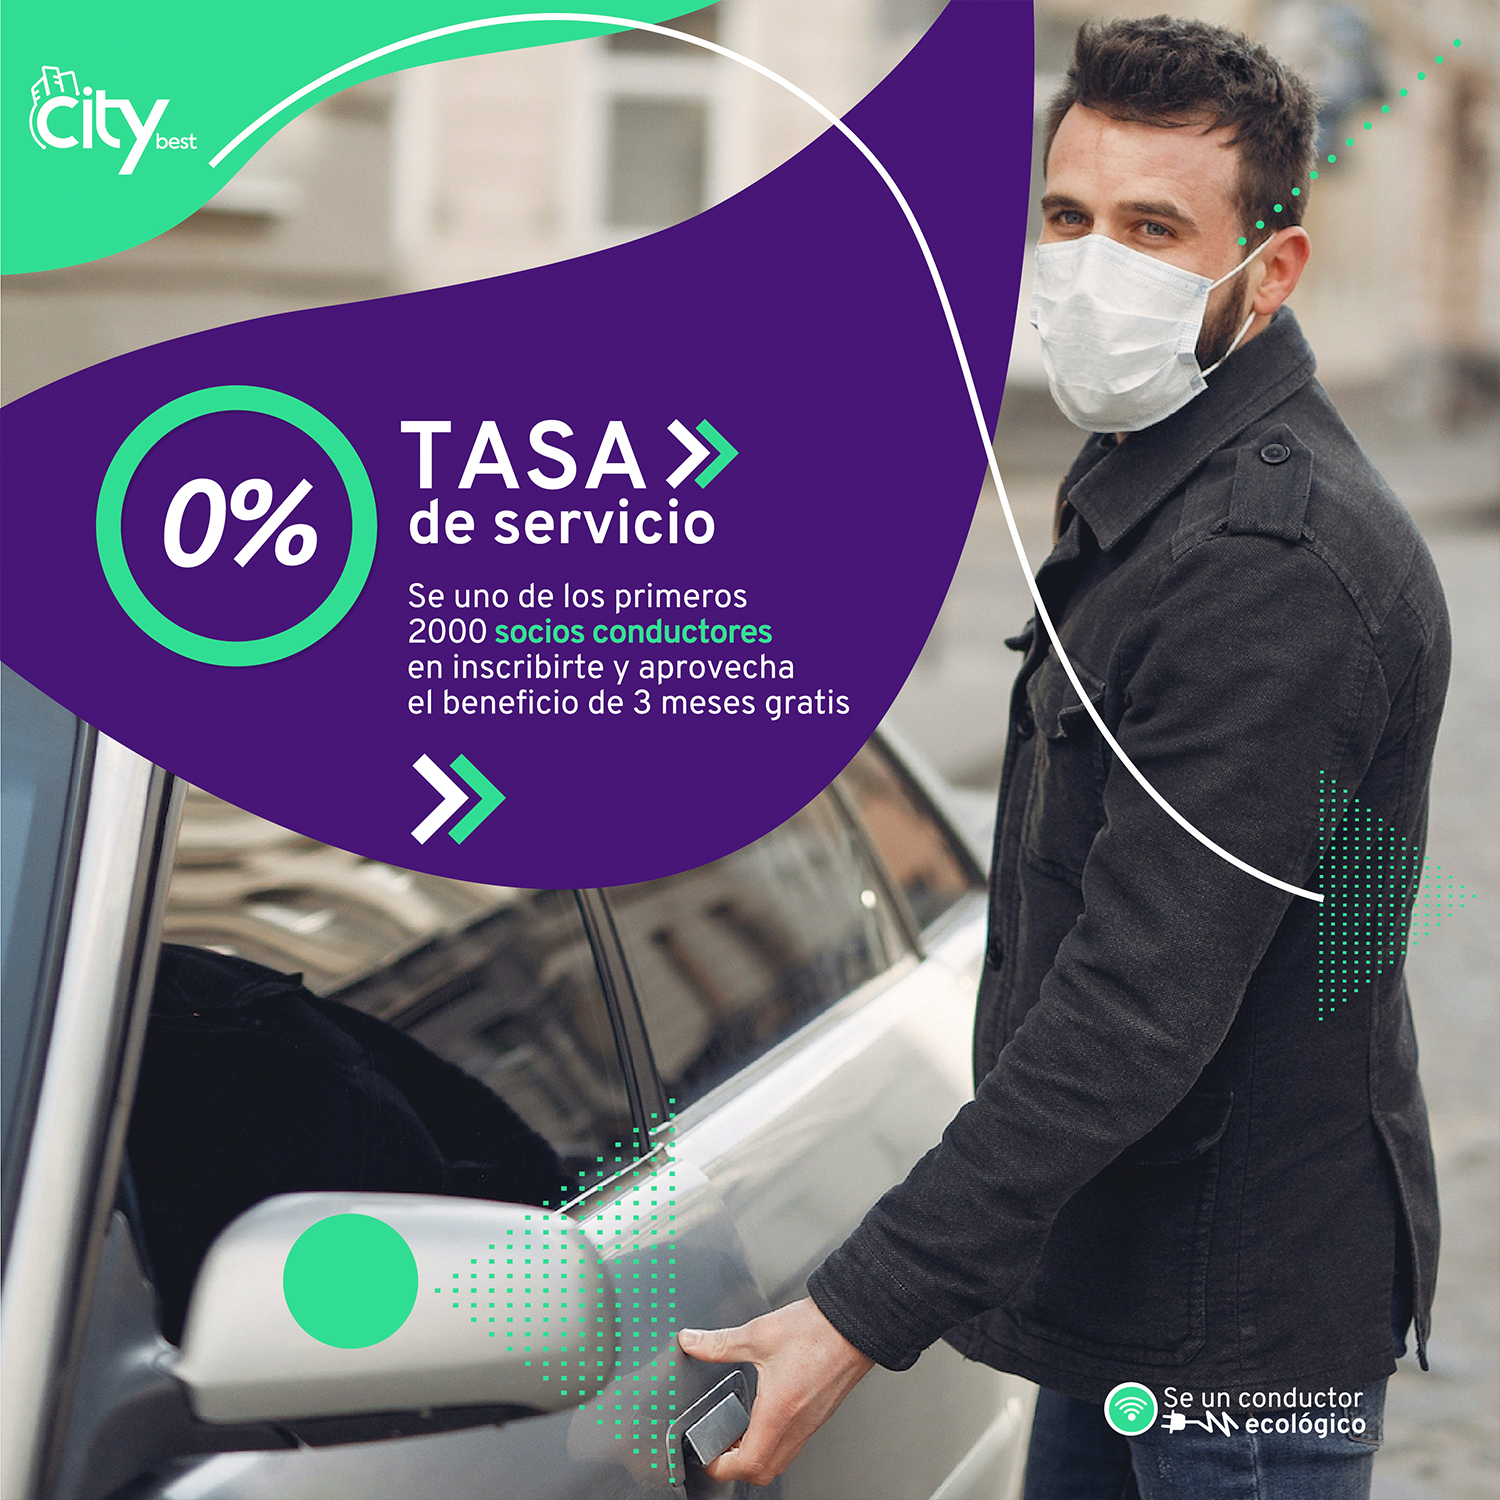 City best
0%
TASA
de servicio
Se uno de los primeros
2000 socios conductores
en inscribirte y aprovecha
el beneficio de 3 meses gratis
Se un conductor
ecológico